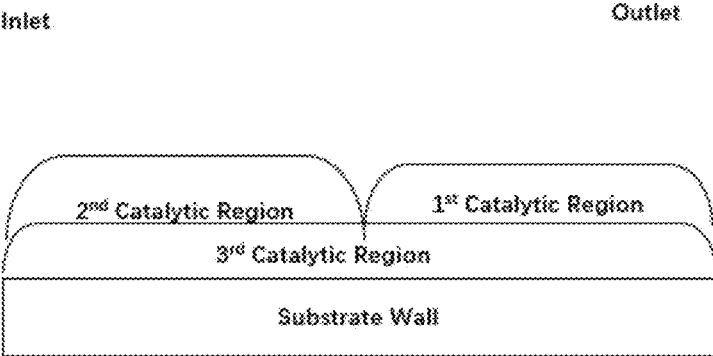 Inlet
Outlet
2nd Catalytic Region
1st Catalytic Region
3rd Catalytic Region
Substrate Wall